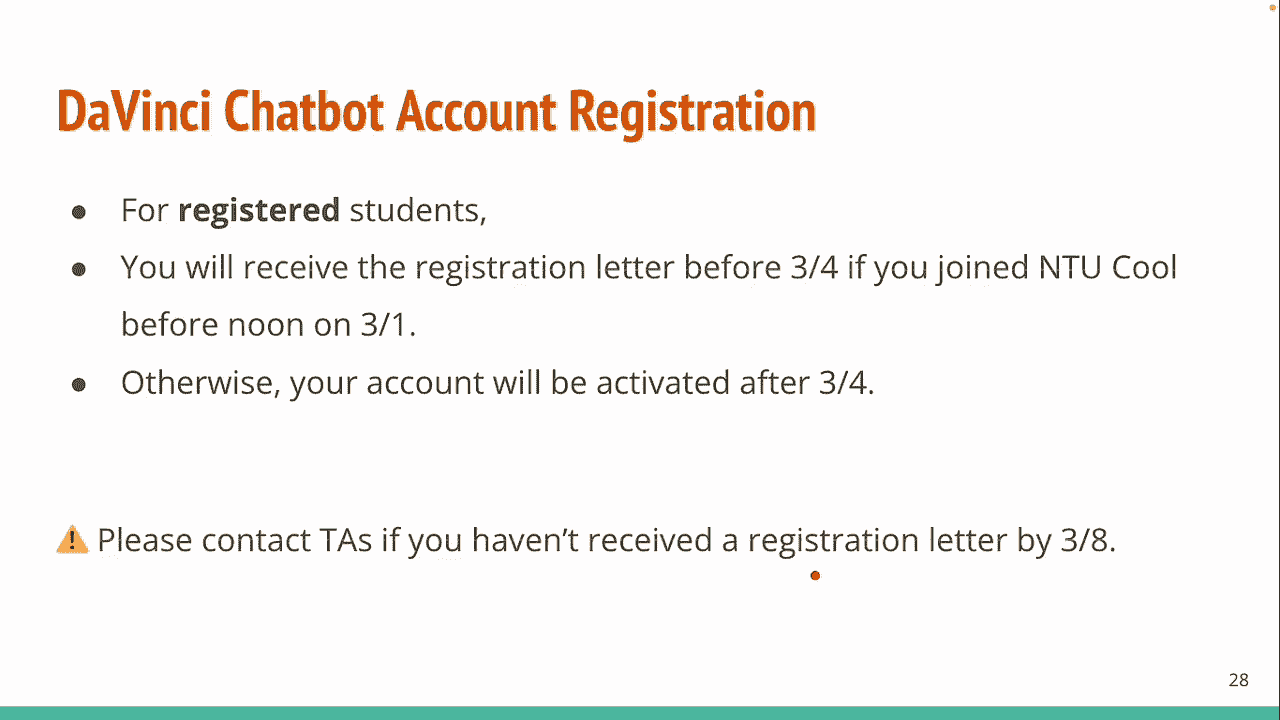 DaVinci Chatbot Account Registration
● For registered students,
● You will receive the registration letter before 3/4 if you joined NTU Cool
before noon on 3/1.
● Otherwise, your account will be activated after 3/4.
⚠ Please contact TAs if you haven’t received a registration letter by 3/8.
28